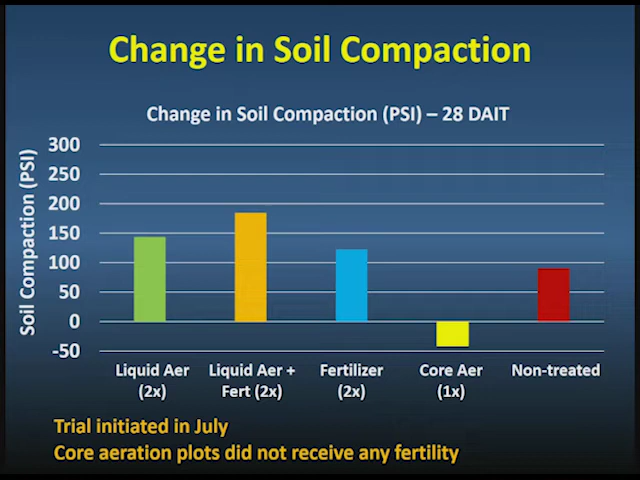 Change in Soil Compaction
Change in Soil Compaction (PSI) – 28 DAIT
Soil Compaction (PSI)
300
250
200
150
100
50
0
-50
Liquid Aer (2x)
Liquid Aer + Fert (2x)
Fertilizer (2x)
Core Aer (1x)
Non-treated
Trial initiated in July
Core aeration plots did not receive any fertility